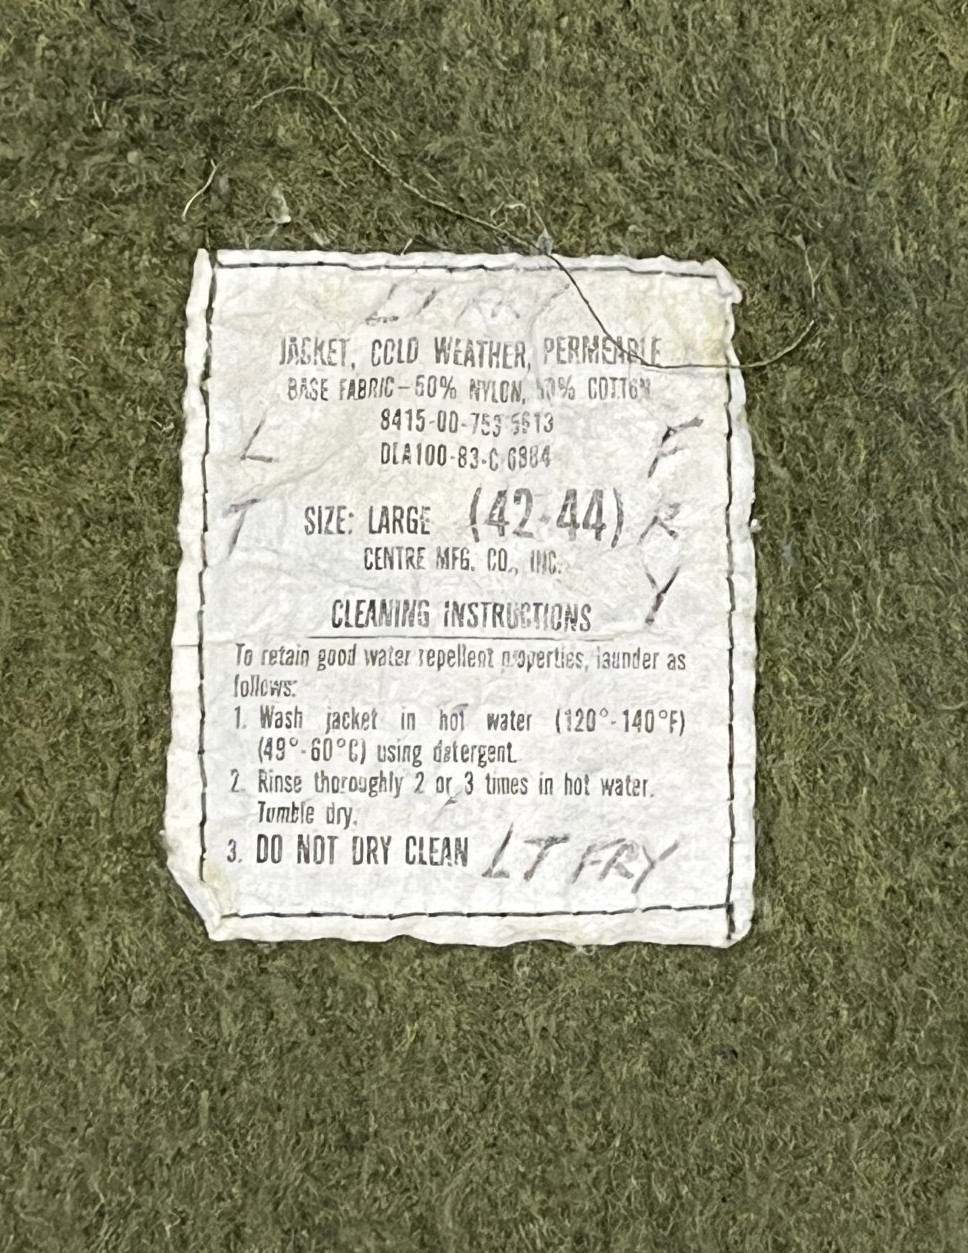 LT FRY
JACKET, COLD WEATHER, PERMEABLE
BASE FABRIC-50% NYLON, 50% COTTON
8415-00-753-5613
DLA100-83-C-6984
L
T
F
R
Y
SIZE: LARGE (42-44)
CENTRE MFG. CO., INC.
CLEANING INSTRUCTIONS
To retain good water repellent properties, launder as
follows:
1. Wash jacket in hot water (120°-140°F)
(49°-60°C) using detergent.
2. Rinse thoroughly 2 or 3 times in hot water.
Tumble dry.
3. DO NOT DRY CLEAN LT FRY